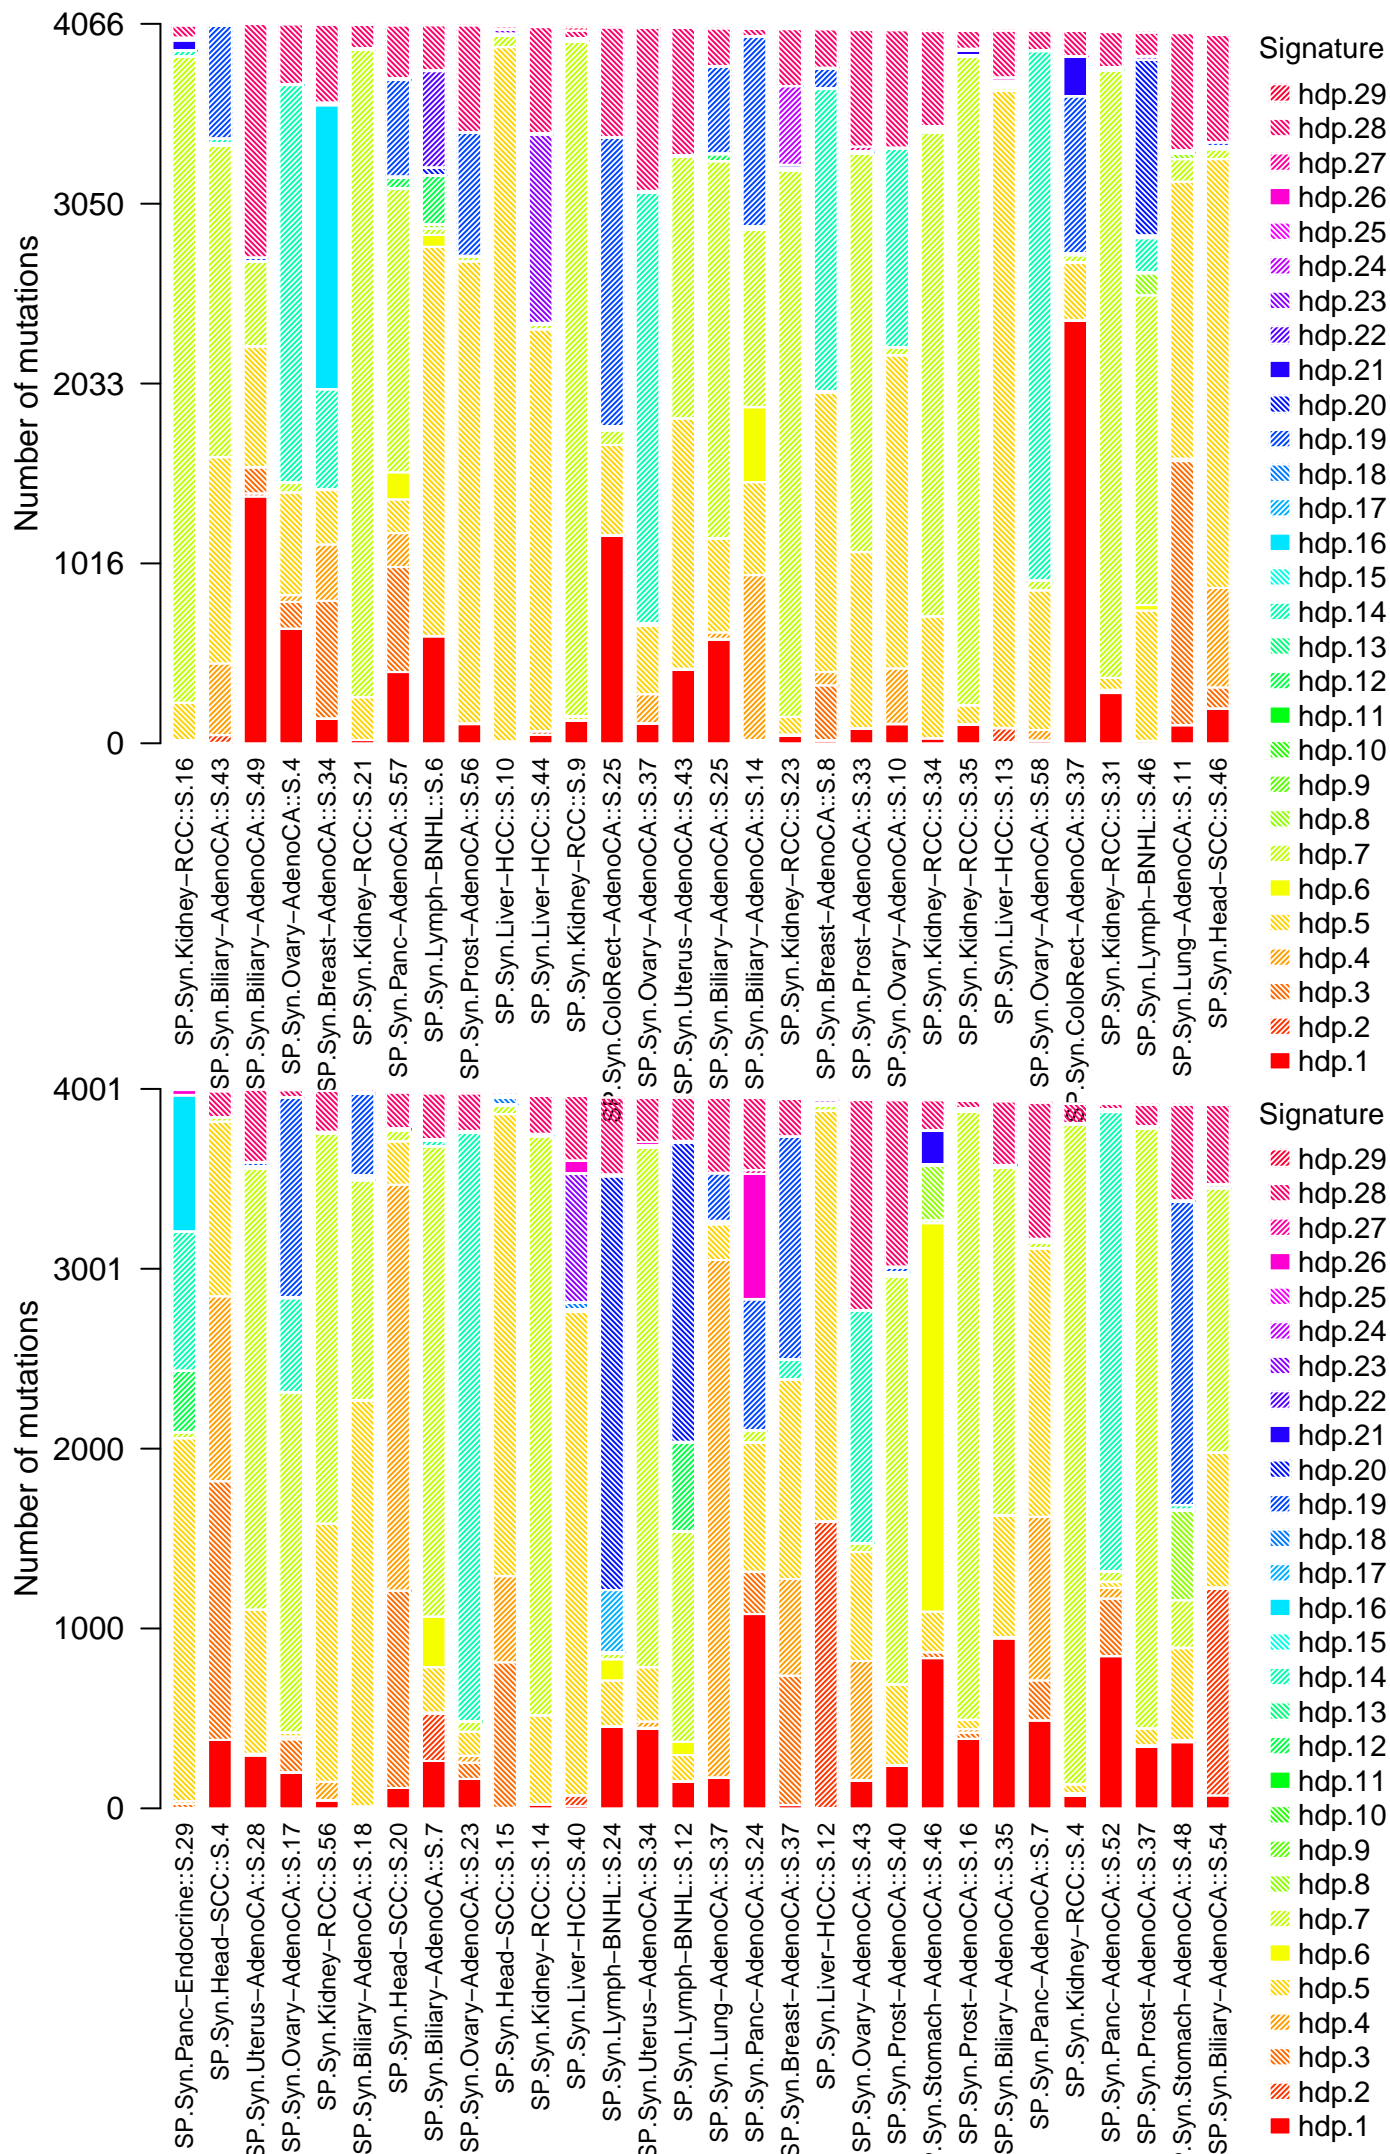 4066
3050
2033
1016
0
Number of mutations
SP.Syn.Kidney−RCC::S.16
SP.Syn.Biliary−AdenoCA::S.43
SP.Syn.Biliary−AdenoCA::S.49
SP.Syn.Ovary−AdenoCA::S.4
SP.Syn.Breast−AdenoCA::S.34
SP.Syn.Kidney−RCC::S.21
SP.Syn.Panc−AdenoCA::S.57
SP.Syn.Lymph−BNHL::S.6
SP.Syn.Prost−AdenoCA::S.56
SP.Syn.Liver−HCC::S.10
SP.Syn.Liver−HCC::S.44
SP.Syn.Kidney−RCC::S.9
SP.Syn.ColoRect−AdenoCA::S.25
SP.Syn.Ovary−AdenoCA::S.37
SP.Syn.Uterus−AdenoCA::S.43
SP.Syn.Biliary−AdenoCA::S.25
SP.Syn.Biliary−AdenoCA::S.14
SP.Syn.Kidney−RCC::S.23
SP.Syn.Breast−AdenoCA::S.8
SP.Syn.Prost−AdenoCA::S.33
SP.Syn.Ovary−AdenoCA::S.10
SP.Syn.Kidney−RCC::S.34
SP.Syn.Kidney−RCC::S.35
SP.Syn.Liver−HCC::S.13
SP.Syn.Ovary−AdenoCA::S.58
SP.Syn.ColoRect−AdenoCA::S.37
SP.Syn.Kidney−RCC::S.31
SP.Syn.Lymph−BNHL::S.46
SP.Syn.Lung−AdenoCA::S.11
SP.Syn.Head−SCC::S.46
Signature
hdp.29
hdp.28
hdp.27
hdp.26
hdp.25
hdp.24
hdp.23
hdp.22
hdp.21
hdp.20
hdp.19
hdp.18
hdp.17
hdp.16
hdp.15
hdp.14
hdp.13
hdp.12
hdp.11
hdp.10
hdp.9
hdp.8
hdp.7
hdp.6
hdp.5
hdp.4
hdp.3
hdp.2
hdp.1
4001
3001
2000
1000
0
Number of mutations
SP.Syn.Panc−Endocrine::S.29
SP.Syn.Head−SCC::S.4
SP.Syn.Uterus−AdenoCA::S.28
SP.Syn.Ovary−AdenoCA::S.17
SP.Syn.Kidney−RCC::S.56
SP.Syn.Biliary−AdenoCA::S.18
SP.Syn.Head−SCC::S.20
SP.Syn.Biliary−AdenoCA::S.7
SP.Syn.Ovary−AdenoCA::S.23
SP.Syn.Head−SCC::S.15
SP.Syn.Kidney−RCC::S.14
SP.Syn.Liver−HCC::S.40
SP.Syn.Lymph−BNHL::S.24
SP.Syn.Uterus−AdenoCA::S.34
SP.Syn.Lymph−BNHL::S.12
SP.Syn.Lung−AdenoCA::S.37
SP.Syn.Panc−AdenoCA::S.24
SP.Syn.Breast−AdenoCA::S.37
SP.Syn.Liver−HCC::S.12
SP.Syn.Ovary−AdenoCA::S.43
SP.Syn.Prost−AdenoCA::S.40
.Syn.Stomach−AdenoCA::S.46
SP.Syn.Prost−AdenoCA::S.16
SP.Syn.Biliary−AdenoCA::S.35
SP.Syn.Panc−AdenoCA::S.7
SP.Syn.Kidney−RCC::S.4
SP.Syn.Panc−AdenoCA::S.52
SP.Syn.Prost−AdenoCA::S.37
.Syn.Stomach−AdenoCA::S.48
SP.Syn.Biliary−AdenoCA::S.54
Signature
hdp.29
hdp.28
hdp.27
hdp.26
hdp.25
hdp.24
hdp.23
hdp.22
hdp.21
hdp.20
hdp.19
hdp.18
hdp.17
hdp.16
hdp.15
hdp.14
hdp.13
hdp.12
hdp.11
hdp.10
hdp.9
hdp.8
hdp.7
hdp.6
hdp.5
hdp.4
hdp.3
hdp.2
hdp.1